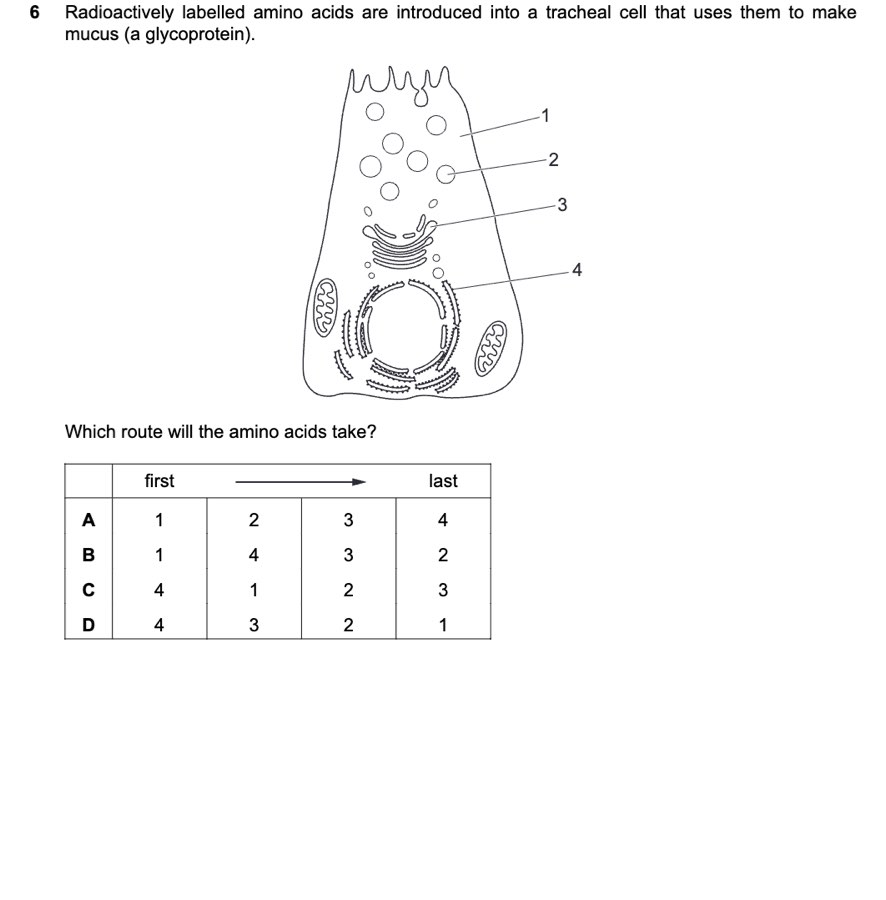 6 Radioactively labelled amino acids are introduced into a tracheal cell that uses them to make
mucus (a glycoprotein).
1
2
3
4
Which route will the amino acids take?
first last
A 1 2 3 4
B 1 4 3 2
C 4 1 2 3
D 4 3 2 1